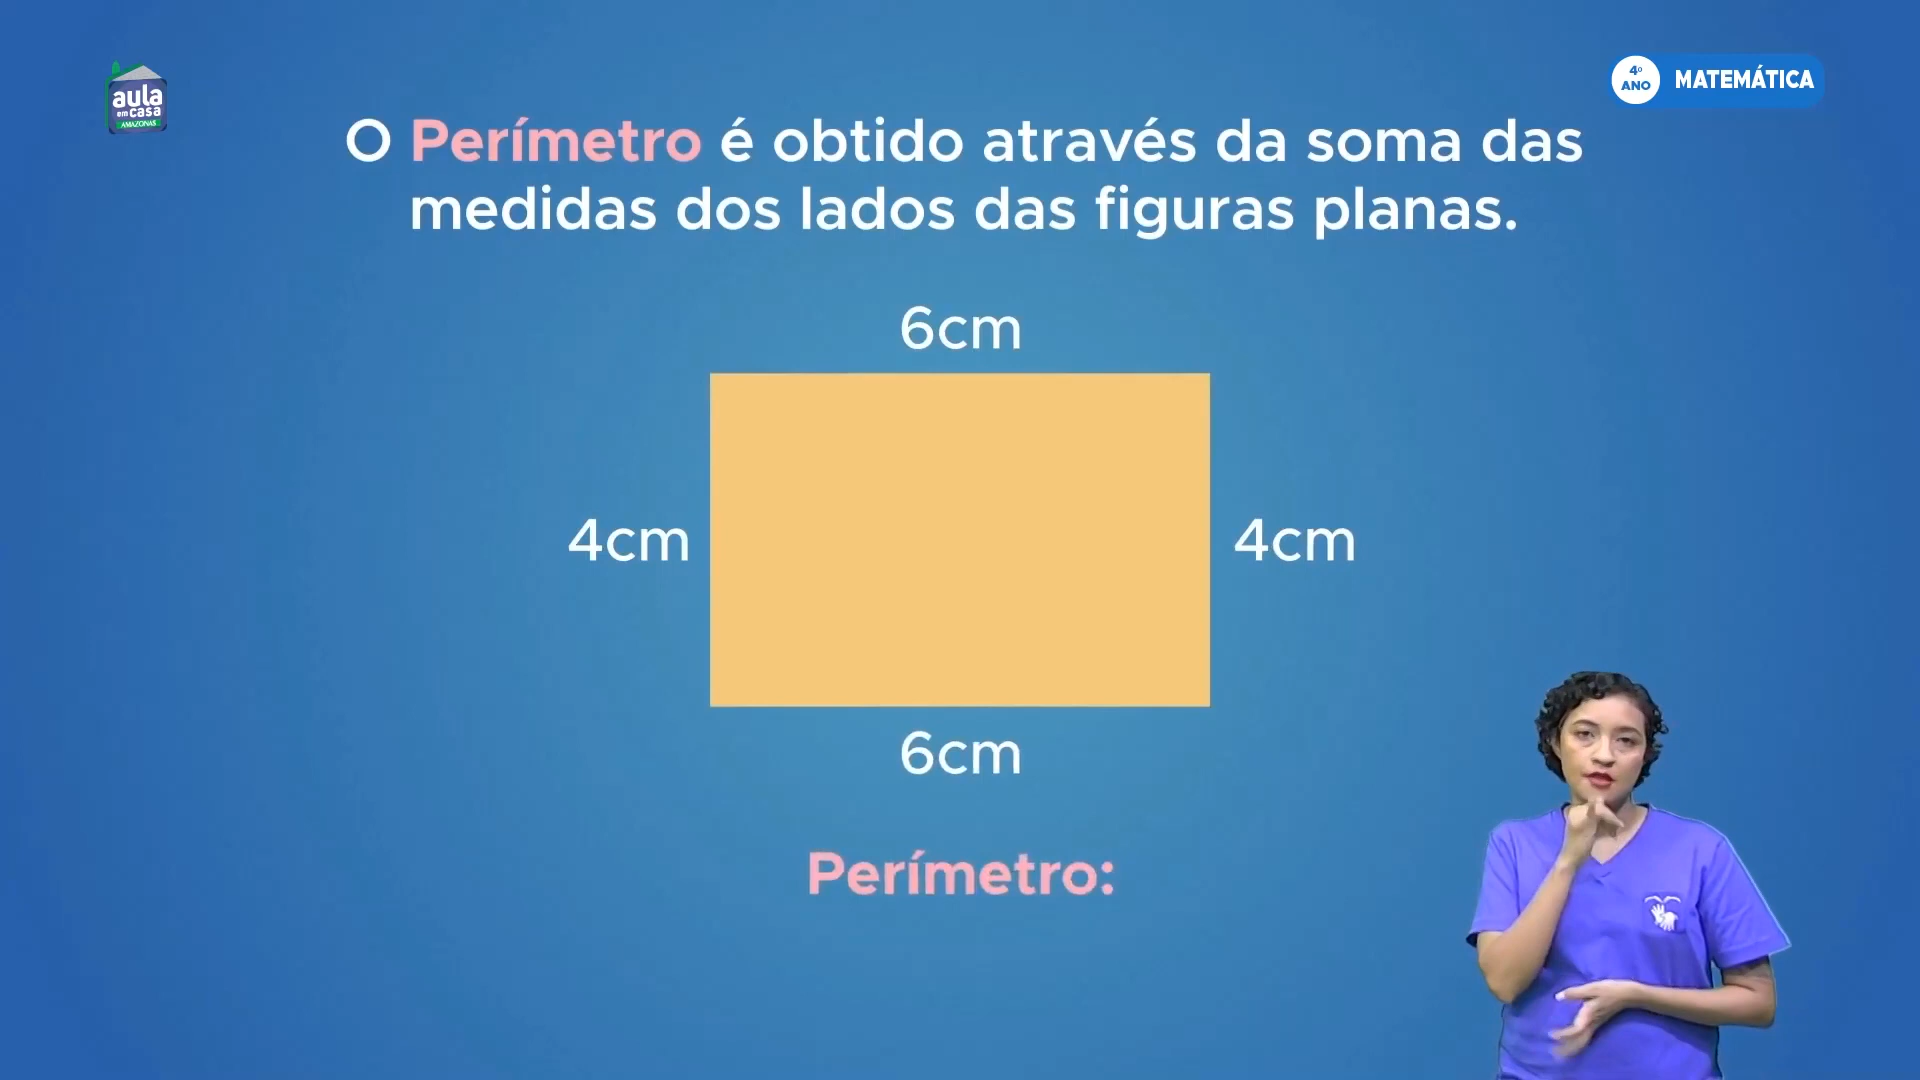 aula
em casa
AMAZONAS
4º
ANO
MATEMÁTICA
O Perímetro é obtido através da soma das
medidas dos lados das figuras planas.
6cm
4cm
4cm
6cm
Perímetro: